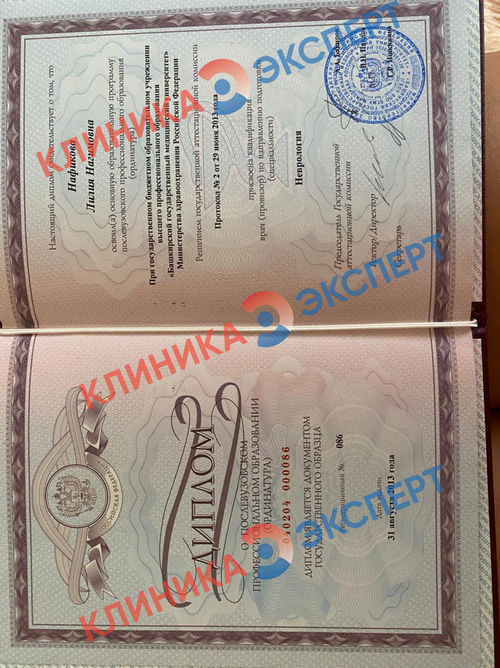 РОССИЙСКАЯ ФЕДЕРАЦИЯ
ДИПЛОМ
О ПОСЛЕВУЗОВСКОМ
ПРОФЕССИОНАЛЬНОМ ОБРАЗОВАНИИ
(ОРДИНАТУРА)
040204 000086
ДИПЛОМ ЯВЛЯЕТСЯ ДОКУМЕНТОМ
ГОСУДАРСТВЕННОГО ОБРАЗЦА
Регистрационный № 086
Дата выдачи
31 августа 2013 года
Настоящий диплом свидетельствует о том, что
Нафикова
Лилия Нагимовна
освоил(а) основную образовательную программу
послевузовского профессионального образования
(ординатура)
При государственном бюджетном образовательном учреждении
высшего профессионального образования
«Башкирский государственный медицинский университет»
Министерства здравоохранения Российской Федерации
Решением государственной аттестационной комиссии
Протокол № 2 от 29 июня 2013 года
присвоена квалификация
врач (провизор) по направлению подготовки
(специальности)
Неврология
Председатель Государственной
аттестационной комиссии
Ректор/Директор
Секретарь
КЛИНИКА ЭКСПЕРТ
КЛИНИКА ЭКСПЕРТ
КЛИНИКА ЭКСПЕРТ